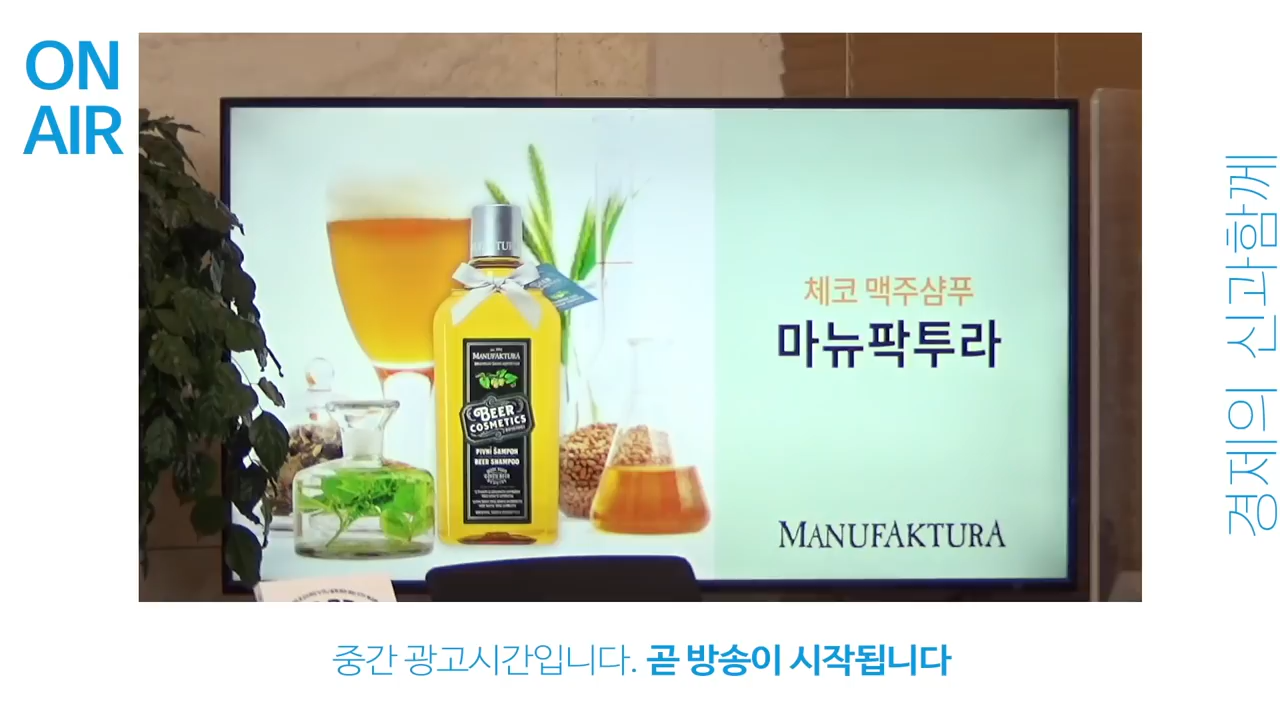 ON
AIR
체코 맥주샴푸
마뉴팍투라
MANUFAKTURA
MANUFAKTURA
BEER
COSMETICS
PIVNÍ ŠAMPON
BEER SHAMPOO
경제의 신과함께
중간 광고시간입니다. 곧 방송이 시작됩니다